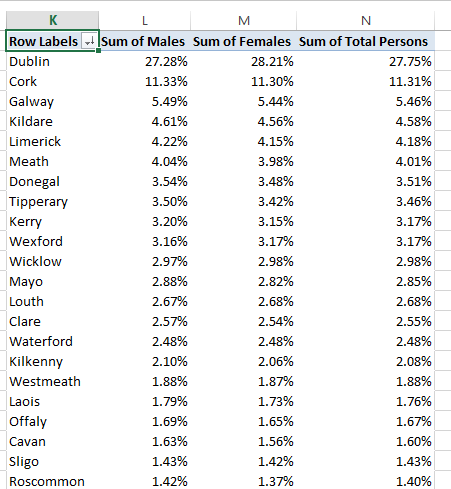 K L M N
Row Labels Sum of Males Sum of Females Sum of Total Persons
Dublin 27.28% 28.21% 27.75%
Cork 11.33% 11.30% 11.31%
Galway 5.49% 5.44% 5.46%
Kildare 4.61% 4.56% 4.58%
Limerick 4.22% 4.15% 4.18%
Meath 4.04% 3.98% 4.01%
Donegal 3.54% 3.48% 3.51%
Tipperary 3.50% 3.42% 3.46%
Kerry 3.20% 3.15% 3.17%
Wexford 3.16% 3.17% 3.17%
Wicklow 2.97% 2.98% 2.98%
Mayo 2.88% 2.82% 2.85%
Louth 2.67% 2.68% 2.68%
Clare 2.57% 2.54% 2.55%
Waterford 2.48% 2.48% 2.48%
Kilkenny 2.10% 2.06% 2.08%
Westmeath 1.88% 1.87% 1.88%
Laois 1.79% 1.73% 1.76%
Offaly 1.69% 1.65% 1.67%
Cavan 1.63% 1.56% 1.60%
Sligo 1.43% 1.42% 1.43%
Roscommon 1.42% 1.37% 1.40%